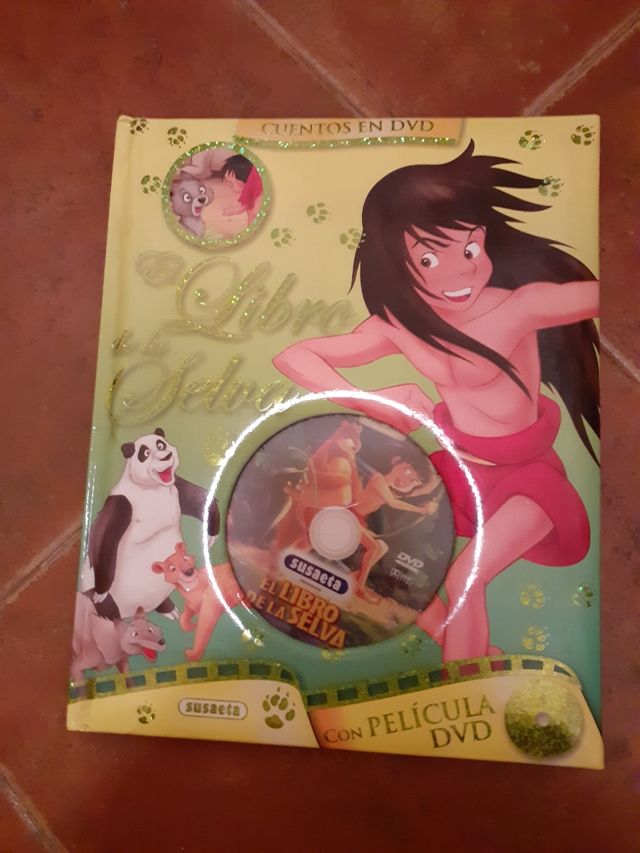 CUENTOS EN DVD
El
Libro
de la
Selva
DVD
susaeta
EL LIBRO
DE LA SELVA
susaeta
CON PELÍCULA
DVD